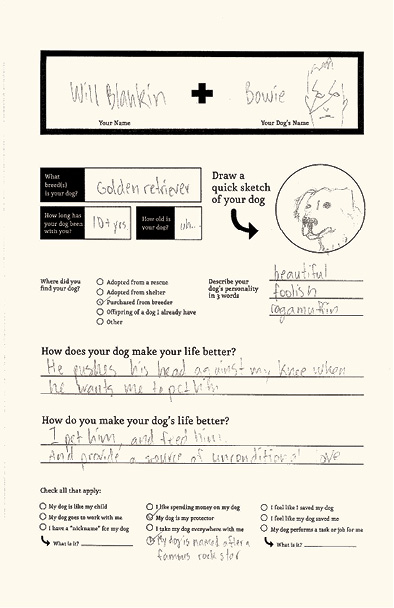 Will Blankin + Bowie
Your Name Your Dog's Name
What breed(s) is your dog? Golden retriever
How long has your dog been with you? 10+ yrs How old is your dog? uh...
Draw a quick sketch of your dog
Where did you find your dog?
Adopted from a rescue
Adopted from shelter
Purchased from breeder
Offspring of a dog I already have
Other
Describe your dog's personality in 3 words
beautiful
foolish
ragamufin
How does your dog make your life better?
He pushes his head against my knee when
he wants me to pet him
How do you make your dog's life better?
I pet him, and feed him.
And provide a source of unconditional love
Check all that apply:
My dog is like my child
My dog goes to work with me
I have a "nickname" for my dog
What is it?
I like spending money on my dog
My dog is my protector
I take my dog everywhere with me
My dog is named after a
famous rock star
I feel like I saved my dog
I feel like my dog saved me
My dog performs a task or job for me
What is it?